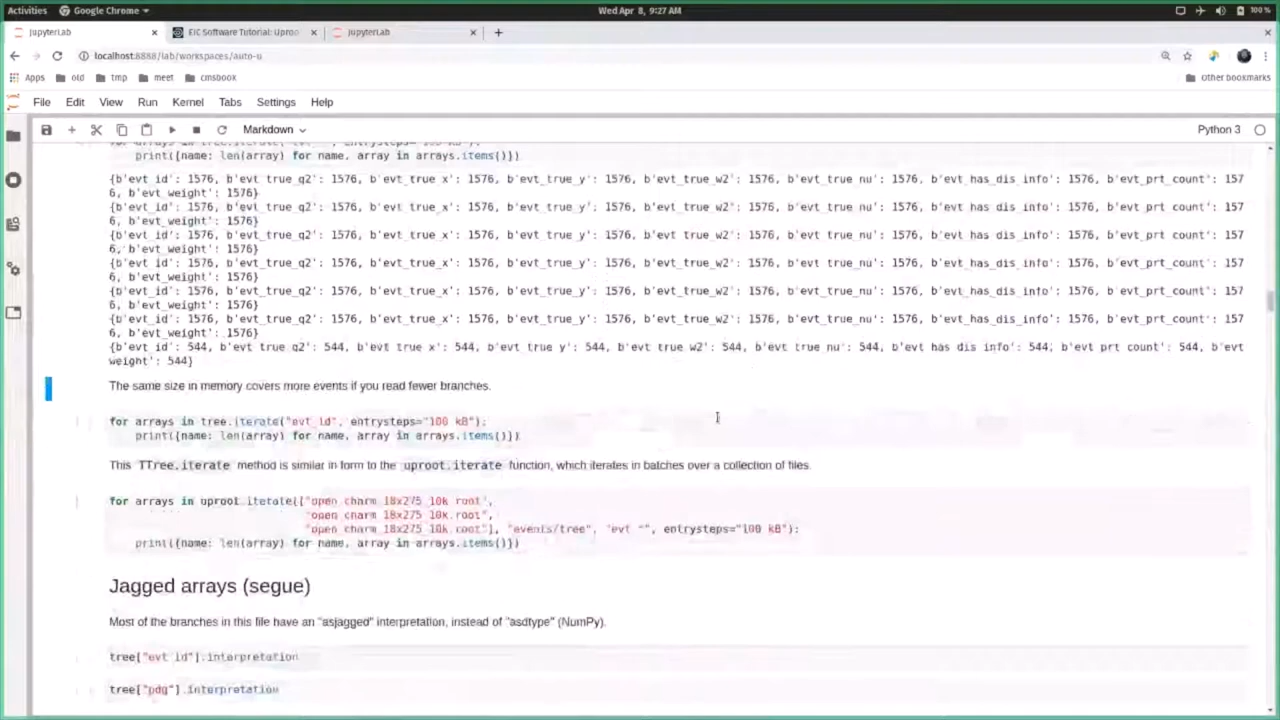 Activities Google Chrome Wed Apr 8, 9:27 AM 100 %
JupyterLab EIC Software Tutorial: Uproo JupyterLab
localhost:8888/lab/workspaces/auto-u
Apps old tmp meet cmsbook Other bookmarks
File Edit View Run Kernel Tabs Settings Help
Markdown Python 3
print({name: len(array) for name, array in arrays.items()})
{b'evt_id': 1576, b'evt_true_q2': 1576, b'evt_true_x': 1576, b'evt_true_y': 1576, b'evt_true_w2': 1576, b'evt_true_nu': 1576, b'evt_has_dis_info': 1576, b'evt_prt_count': 157
6, b'evt_weight': 1576}
{b'evt_id': 1576, b'evt_true_q2': 1576, b'evt_true_x': 1576, b'evt_true_y': 1576, b'evt_true_w2': 1576, b'evt_true_nu': 1576, b'evt_has_dis_info': 1576, b'evt_prt_count': 157
6, b'evt_weight': 1576}
{b'evt_id': 1576, b'evt_true_q2': 1576, b'evt_true_x': 1576, b'evt_true_y': 1576, b'evt_true_w2': 1576, b'evt_true_nu': 1576, b'evt_has_dis_info': 1576, b'evt_prt_count': 157
6, b'evt_weight': 1576}
{b'evt_id': 1576, b'evt_true_q2': 1576, b'evt_true_x': 1576, b'evt_true_y': 1576, b'evt_true_w2': 1576, b'evt_true_nu': 1576, b'evt_has_dis_info': 1576, b'evt_prt_count': 157
6, b'evt_weight': 1576}
{b'evt_id': 1576, b'evt_true_q2': 1576, b'evt_true_x': 1576, b'evt_true_y': 1576, b'evt_true_w2': 1576, b'evt_true_nu': 1576, b'evt_has_dis_info': 1576, b'evt_prt_count': 157
6, b'evt_weight': 1576}
{b'evt_id': 1576, b'evt_true_q2': 1576, b'evt_true_x': 1576, b'evt_true_y': 1576, b'evt_true_w2': 1576, b'evt_true_nu': 1576, b'evt_has_dis_info': 1576, b'evt_prt_count': 157
6, b'evt_weight': 1576}
{b'evt_id': 544, b'evt_true_q2': 544, b'evt_true_x': 544, b'evt_true_y': 544, b'evt_true_w2': 544, b'evt_true_nu': 544, b'evt_has_dis_info': 544, b'evt_prt_count': 544, b'evt_
weight': 544}
The same size in memory covers more events if you read fewer branches.
for arrays in tree.iterate("evt_id", entrysteps="100 kB"):
print({name: len(array) for name, array in arrays.items()})
This TTree.iterate method is similar in form to the uproot.iterate function, which iterates in batches over a collection of files.
for arrays in uproot.iterate(["open_charm_18x275_10k.root",
"open_charm_18x275_10k.root",
"open_charm_18x275_10k.root"], "events/tree", "evt_*", entrysteps="100 kB"):
print({name: len(array) for name, array in arrays.items()})
Jagged arrays (segue)
Most of the branches in this file have an "asjagged" interpretation, instead of "asdtype" (NumPy).
tree["evt_id"].interpretation
tree["pdg"].interpretation